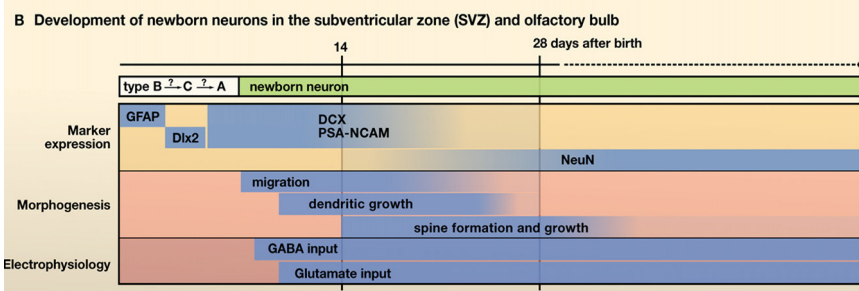 B Development of newborn neurons in the subventricular zone (SVZ) and olfactory bulb
14
28 days after birth
type B ? C ? A
newborn neuron
Marker
expression
GFAP
Dlx2
DCX
PSA-NCAM
NeuN
Morphogenesis
migration
dendritic growth
spine formation and growth
Electrophysiology
GABA input
Glutamate input